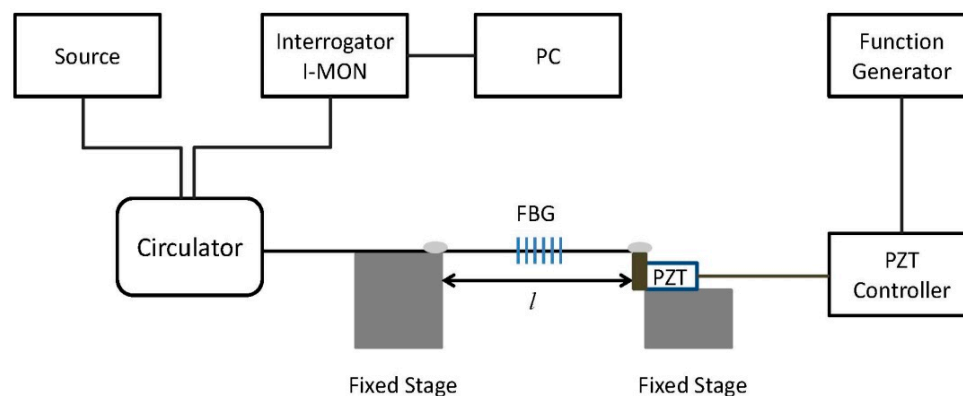 Source
Interrogator
I-MON
PC
Function
Generator
Circulator
FBG
PZT
PZT
Controller
l
Fixed Stage
Fixed Stage